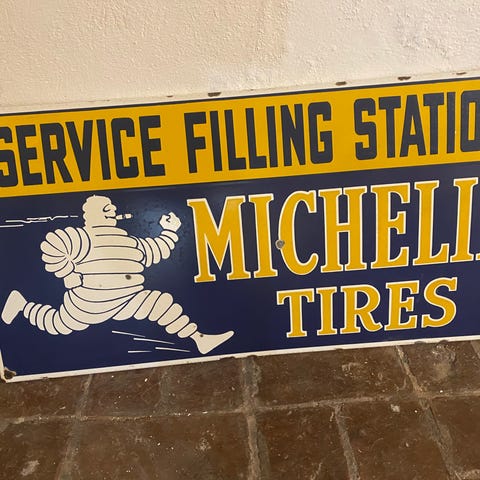 SERVICE FILLING STATIO
MICHELI
TIRES